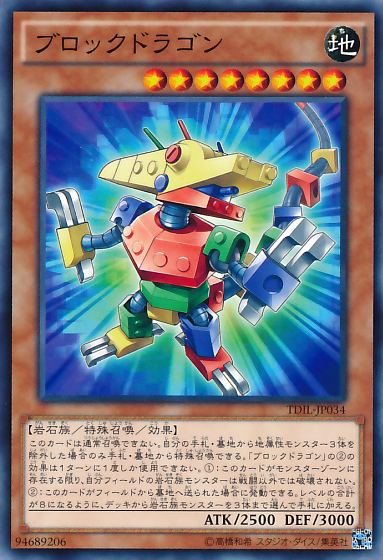 ブロックドラゴン
地
TDIL-JP034
【岩石族/特殊召喚/効果】
このカードは通常召喚できない。自分の手札・墓地から地属性モンスター3体を
除外した場合のみ手札・墓地から特殊召喚できる。「ブロックドラゴン」の②の
効果は1ターンに1度しか使用できない。①:このカードがモンスターゾーンに
存在する限り、自分フィールドの岩石族モンスターは戦闘以外では破壊されない。
②:このカードがフィールドから墓地へ送られた場合に発動できる。レベルの合計
が8になるように、デッキから岩石族モンスターを3体まで選んで手札に加える。
ATK/2500 DEF/3000
94689206
©高橋和希 スタジオ・ダイス/集英社